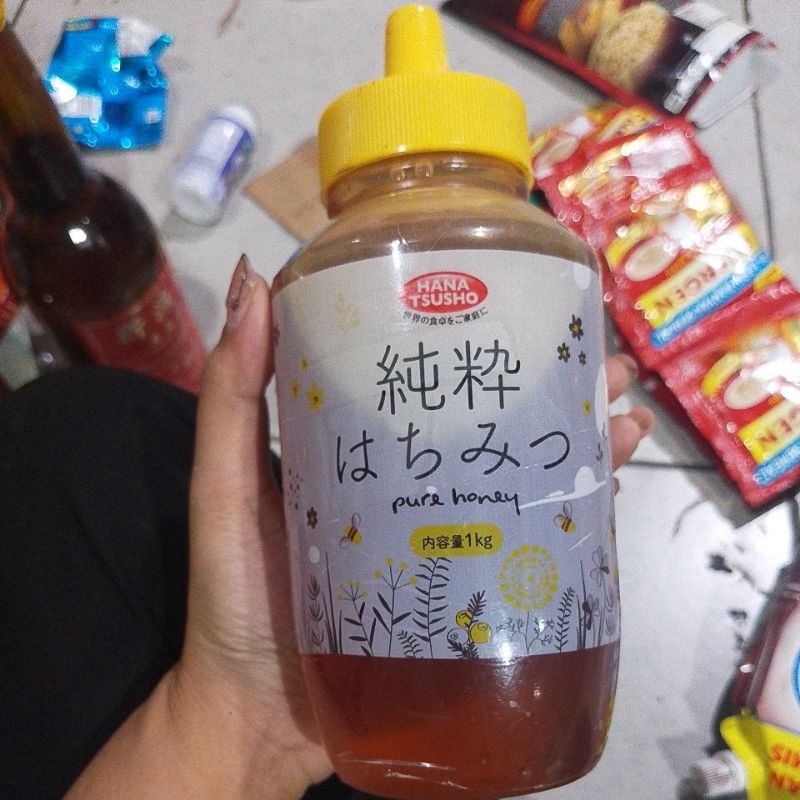 HANA
TSUSHO
世界の食卓をご家庭に
純粋
はちみつ
pure honey
内容量1kg